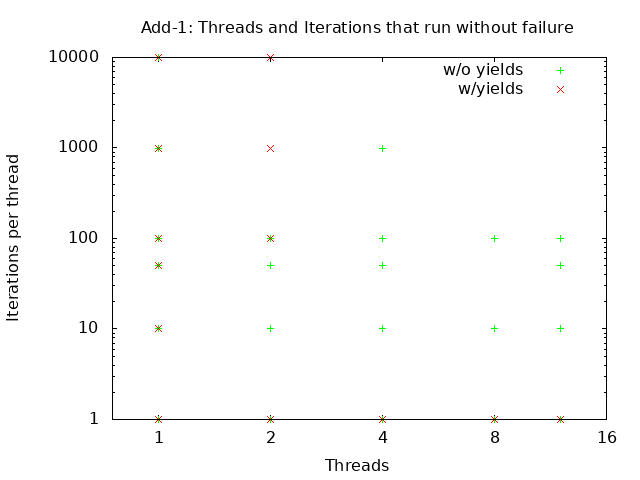 Add-1: Threads and Iterations that run without failure
10000
w/o yields
w/yields
1000
Iterations per thread
100
10
1
1 2 4 8 16
Threads